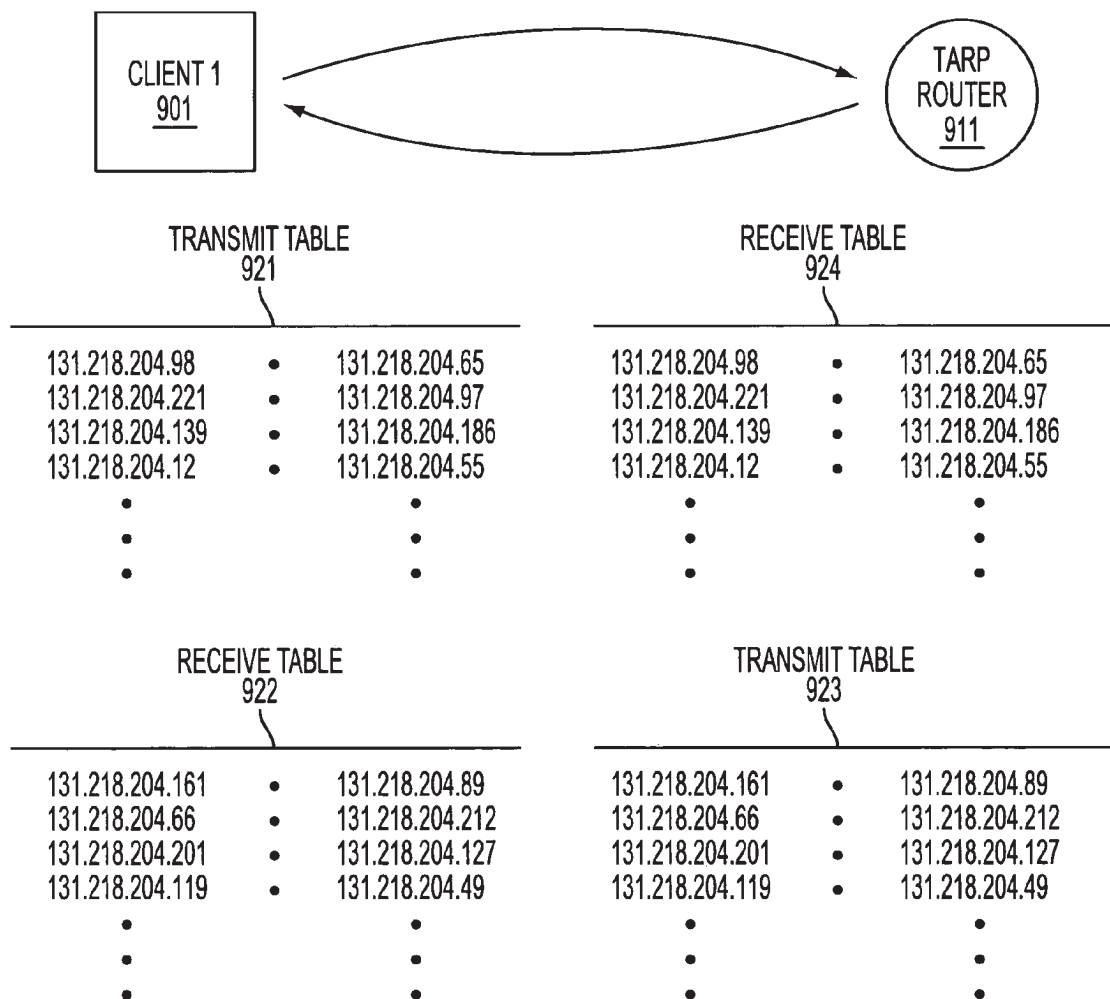 CLIENT 1
901
TARP
ROUTER
911
TRANSMIT TABLE
921
131.218.204.98 • 131.218.204.65
131.218.204.221 • 131.218.204.97
131.218.204.139 • 131.218.204.186
131.218.204.12 • 131.218.204.55
RECEIVE TABLE
924
131.218.204.98 • 131.218.204.65
131.218.204.221 • 131.218.204.97
131.218.204.139 • 131.218.204.186
131.218.204.12 • 131.218.204.55
RECEIVE TABLE
922
131.218.204.161 • 131.218.204.89
131.218.204.66 • 131.218.204.212
131.218.204.201 • 131.218.204.127
131.218.204.119 • 131.218.204.49
TRANSMIT TABLE
923
131.218.204.161 • 131.218.204.89
131.218.204.66 • 131.218.204.212
131.218.204.201 • 131.218.204.127
131.218.204.119 • 131.218.204.49